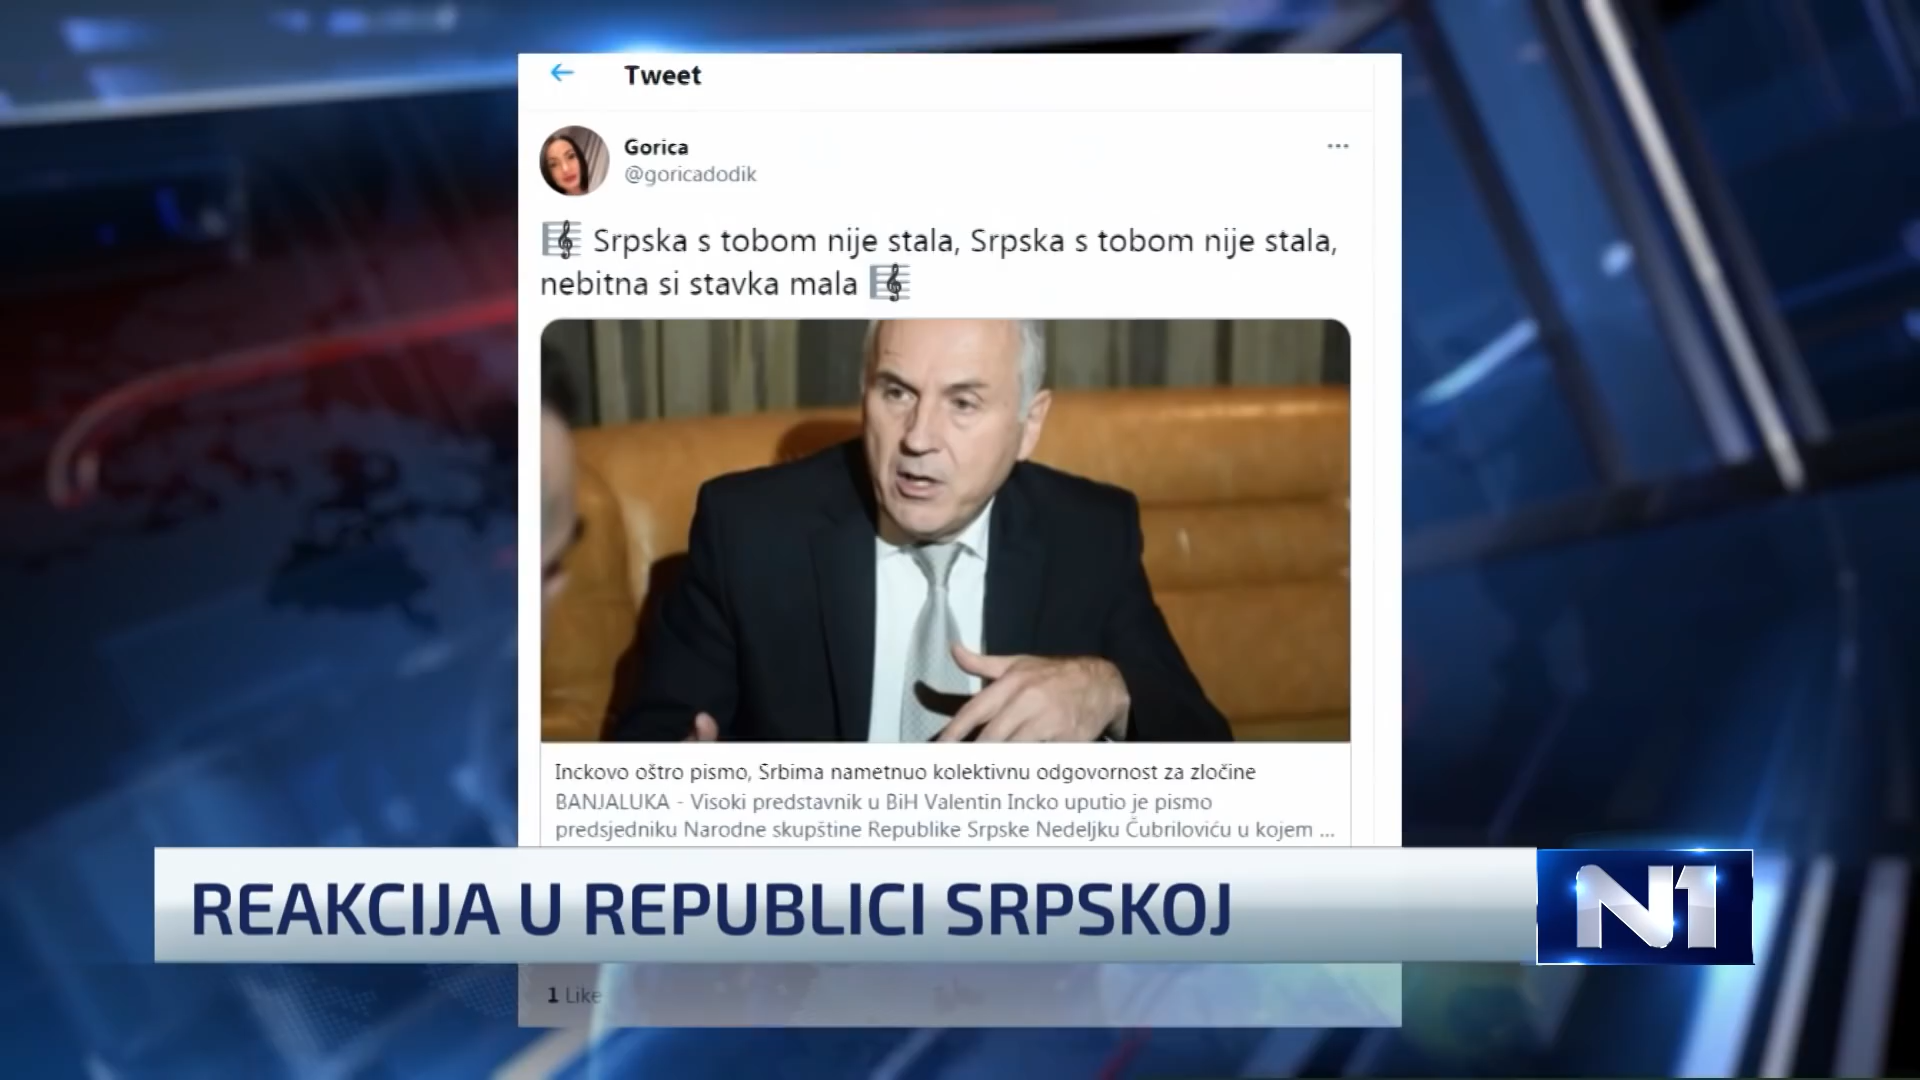 Tweet
Gorica
@goricadodik
Srpska s tobom nije stala, Srpska s tobom nije stala,
nebitna si stavka mala
Inckovo oštro pismo, Srbima nametnuo kolektivnu odgovornost za zločine
BANJALUKA - Visoki predstavnik u BiH Valentin Incko uputio je pismo
predsjedniku Narodne skupštine Republike Srpske Nedeljku Čubriloviću u kojem ...
REAKCIJA U REPUBLICI SRPSKOJ
N1
1 Like